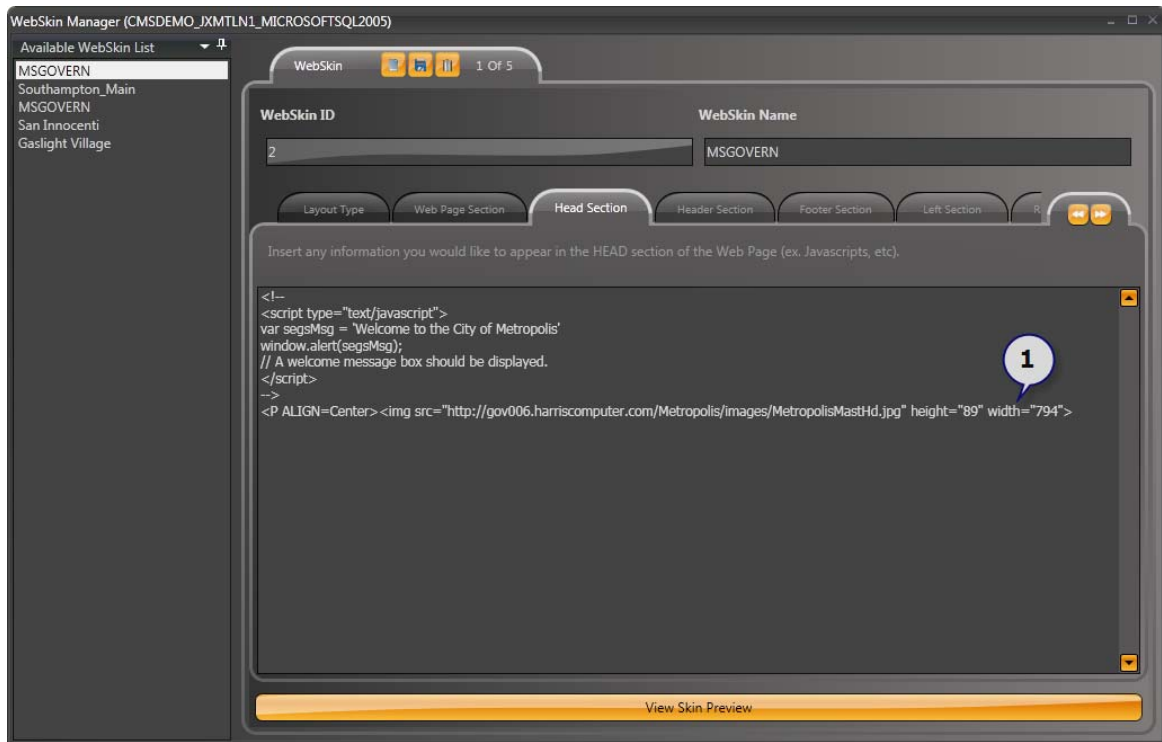 WebSkin Manager (CMSDEMO_JXMTLN1_MICROSOFTSQL2005)
Available WebSkin List
MSGOVERN
Southampton_Main
MSGOVERN
San Innocenti
Gaslight Village
WebSkin 1 Of 5
WebSkin ID WebSkin Name
2 MSGOVERN
Layout Type Web Page Section Head Section Header Section Footer Section Left Section R
Insert any information you would like to appear in the HEAD section of the Web Page (ex. Javascripts, etc).
<!--
<script type="text/javascript">
var segsMsg = 'Welcome to the City of Metropolis'
window.alert(segsMsg);
// A welcome message box should be displayed.
</script>
-->
<P ALIGN=Center><img src="http://gov006.harriscomputer.com/Metropolis/images/MetropolisMastHd.jpg" height="89" width="794">
1
View Skin Preview